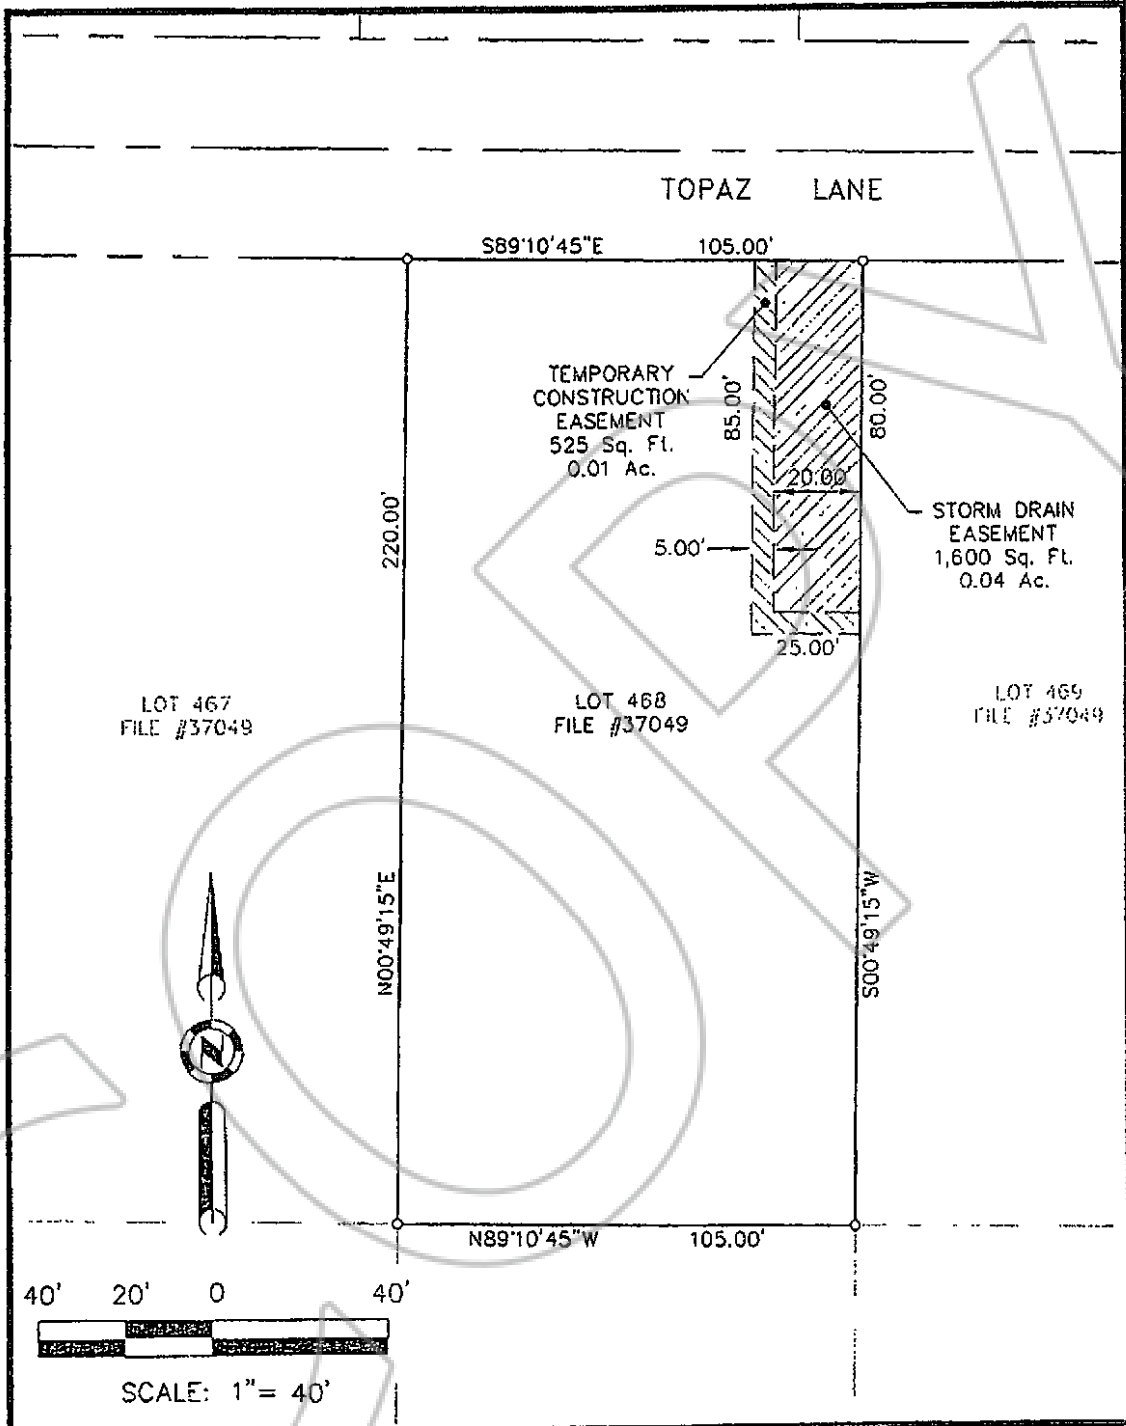 TOPAZ LANE
S89°10'45"E 105.00'
TEMPORARY
CONSTRUCTION
EASEMENT
525 Sq. Ft.
0.01 Ac.
85.00'
80.00'
20.00
5.00'
25.00'
STORM DRAIN
EASEMENT
1,600 Sq. Ft.
0.04 Ac.
220.00'
LOT 467
FILE #37049
LOT 468
FILE #37049
LOT 469
FILE #37049
N00°49'15"E
S00°49'15"W
N
N89°10'45"W 105.00'
40' 20' 0 40'
SCALE: 1"= 40'
COPY